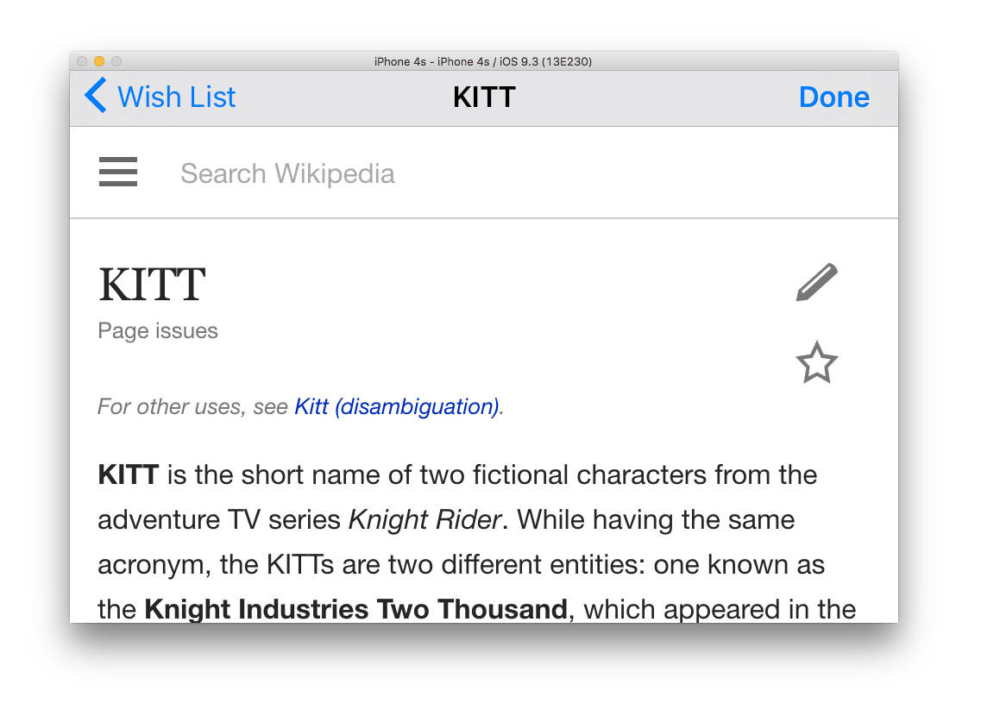 iPhone 4s - iPhone 4s / iOS 9.3 (13E230)
Wish List KITT Done
Search Wikipedia
KITT
Page issues
For other uses, see Kitt (disambiguation).
KITT is the short name of two fictional characters from the
adventure TV series Knight Rider. While having the same
acronym, the KITTs are two different entities: one known as
the Knight Industries Two Thousand, which appeared in the